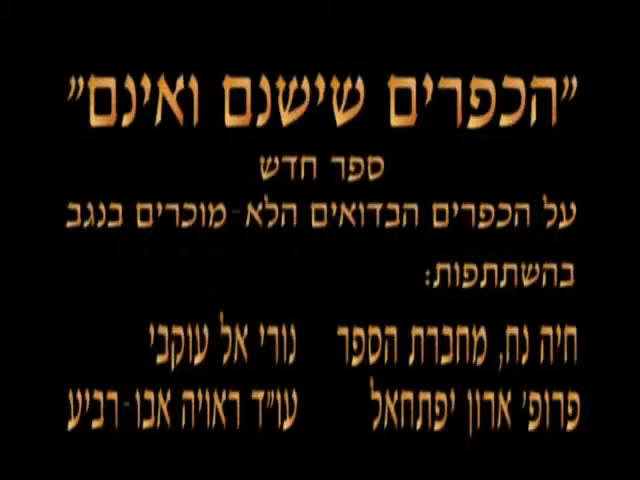 "הכפרים שישנם ואינם"
ספר חדש
על הכפרים הבדואים הלא-מוכרים בנגב
בהשתתפות:
חיה נח, מחברת הספר נורי אל עוקבי
פרופ' ארון יפתחאל עו"ד ראויה אבו-רביע